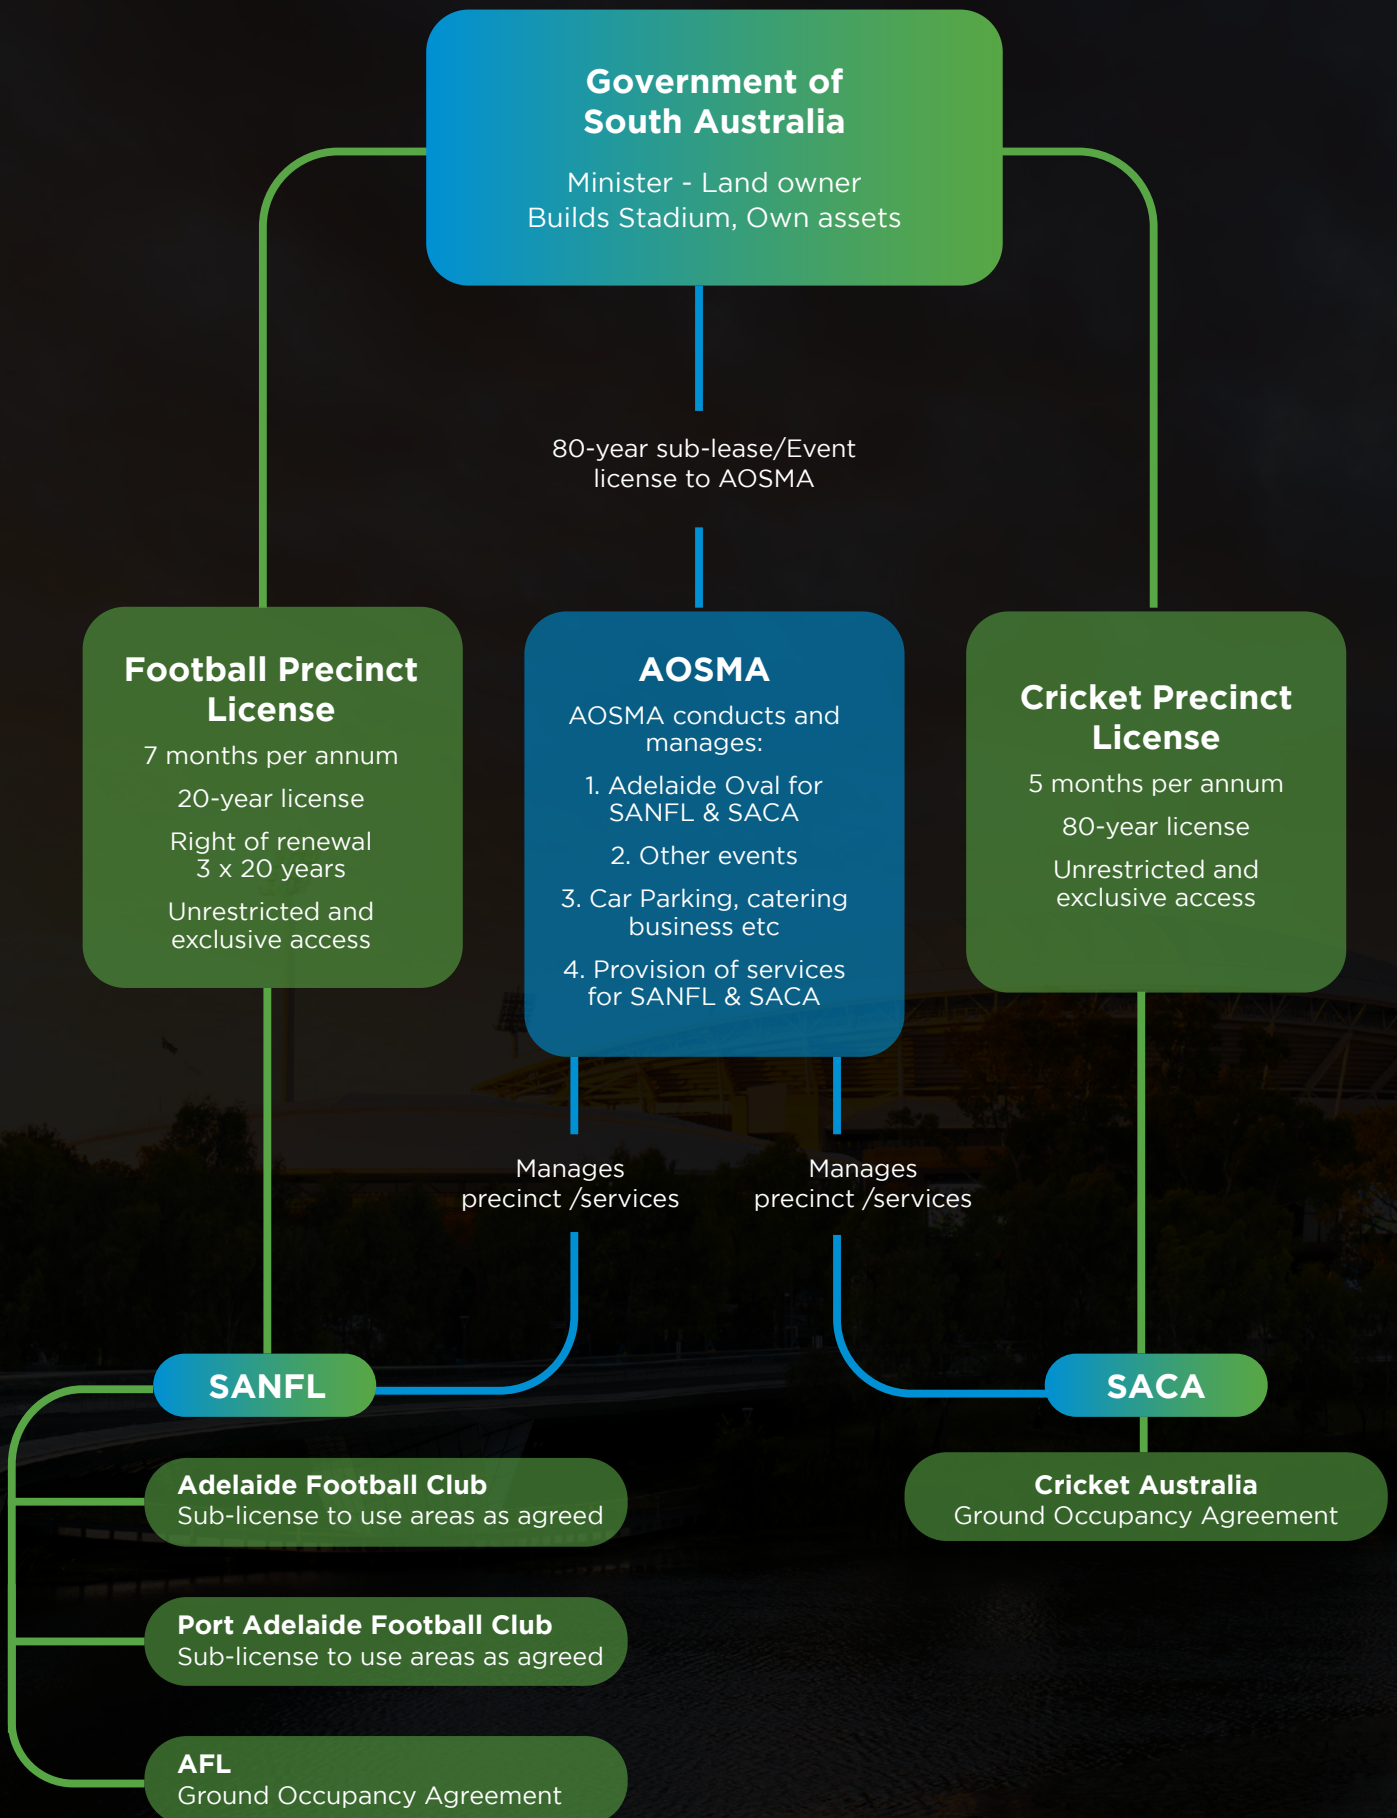 Government of
South Australia
Minister - Land owner
Builds Stadium, Own assets
80-year sub-lease/Event
license to AOSMA
Football Precinct
License
7 months per annum
20-year license
Right of renewal
3 x 20 years
Unrestricted and
exclusive access
AOSMA
AOSMA conducts and
manages:
1. Adelaide Oval for
SANFL & SACA
2. Other events
3. Car Parking, catering
business etc
4. Provision of services
for SANFL & SACA
Cricket Precinct
License
5 months per annum
80-year license
Unrestricted and
exclusive access
Manages
precinct /services
Manages
precinct /services
SANFL
Adelaide Football Club
Sub-license to use areas as agreed
Port Adelaide Football Club
Sub-license to use areas as agreed
AFL
Ground Occupancy Agreement
SACA
Cricket Australia
Ground Occupancy Agreement